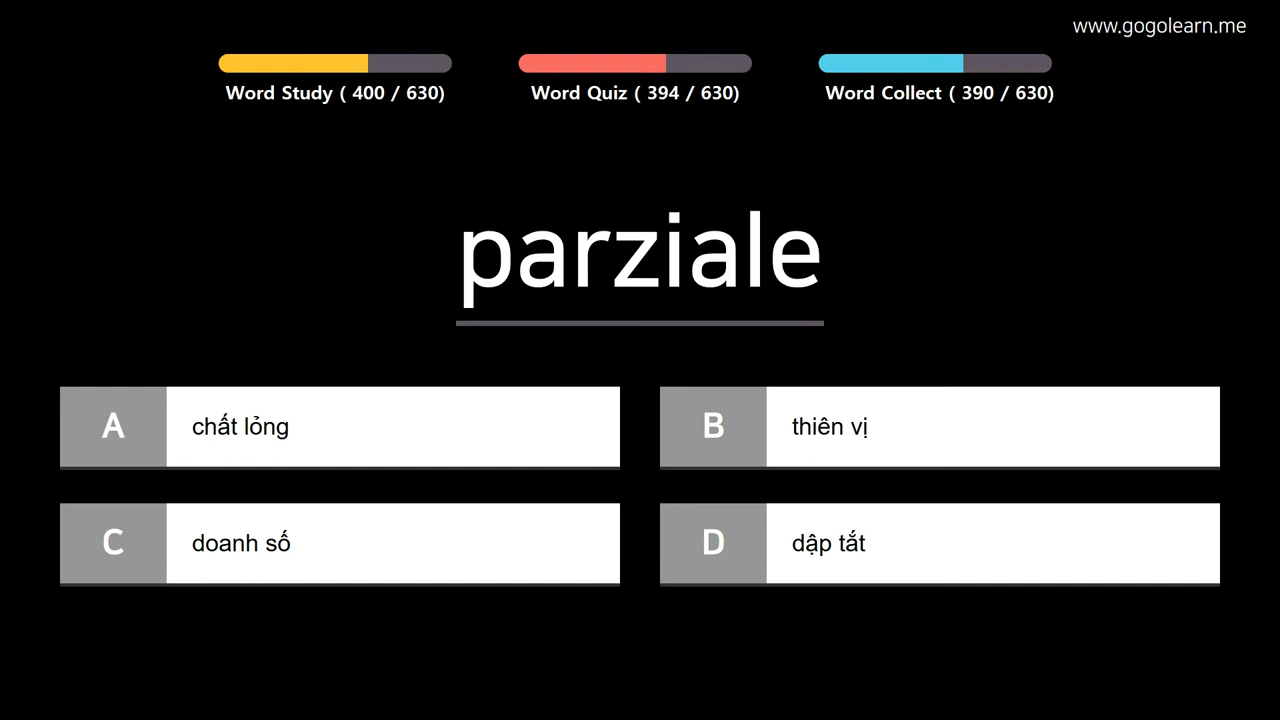 www.gogolearn.me
Word Study ( 400 / 630)
Word Quiz ( 394 / 630)
Word Collect ( 390 / 630)
parziale
A
chất lỏng
B
thiên vị
C
doanh số
D
dập tắt